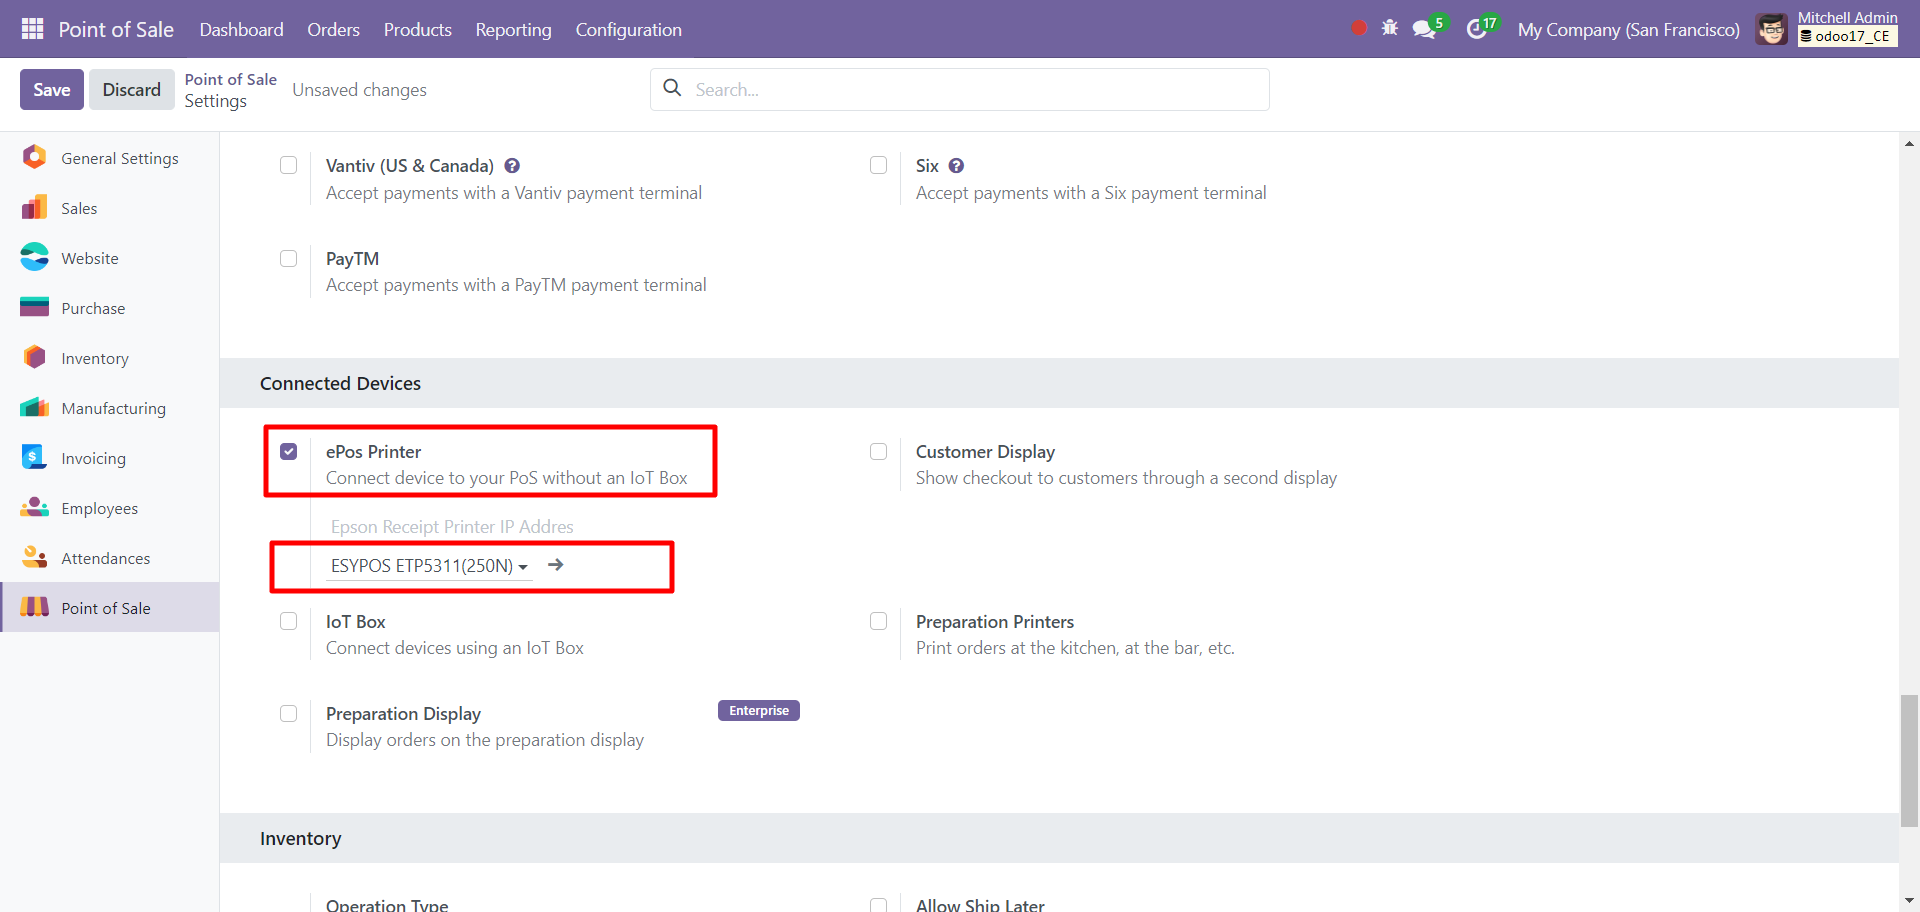 Point of Sale Dashboard Orders Products Reporting Configuration 5 17 My Company (San Francisco) Mitchell Admin
odoo17_CE
Save Discard Point of Sale
Settings Unsaved changes Search...
General Settings
Sales
Website
Purchase
Inventory
Manufacturing
Invoicing
Employees
Attendances
Point of Sale
Vantiv (US & Canada) ?
Accept payments with a Vantiv payment terminal
Six ?
Accept payments with a Six payment terminal
PayTM
Accept payments with a PayTM payment terminal
Connected Devices
ePos Printer
Connect device to your PoS without an IoT Box
Epson Receipt Printer IP Addres
ESYPOS ETP5311(250N)
Customer Display
Show checkout to customers through a second display
IoT Box
Connect devices using an IoT Box
Preparation Printers
Print orders at the kitchen, at the bar, etc.
Preparation Display Enterprise
Display orders on the preparation display
Inventory
Operation Type
Allow Ship Later